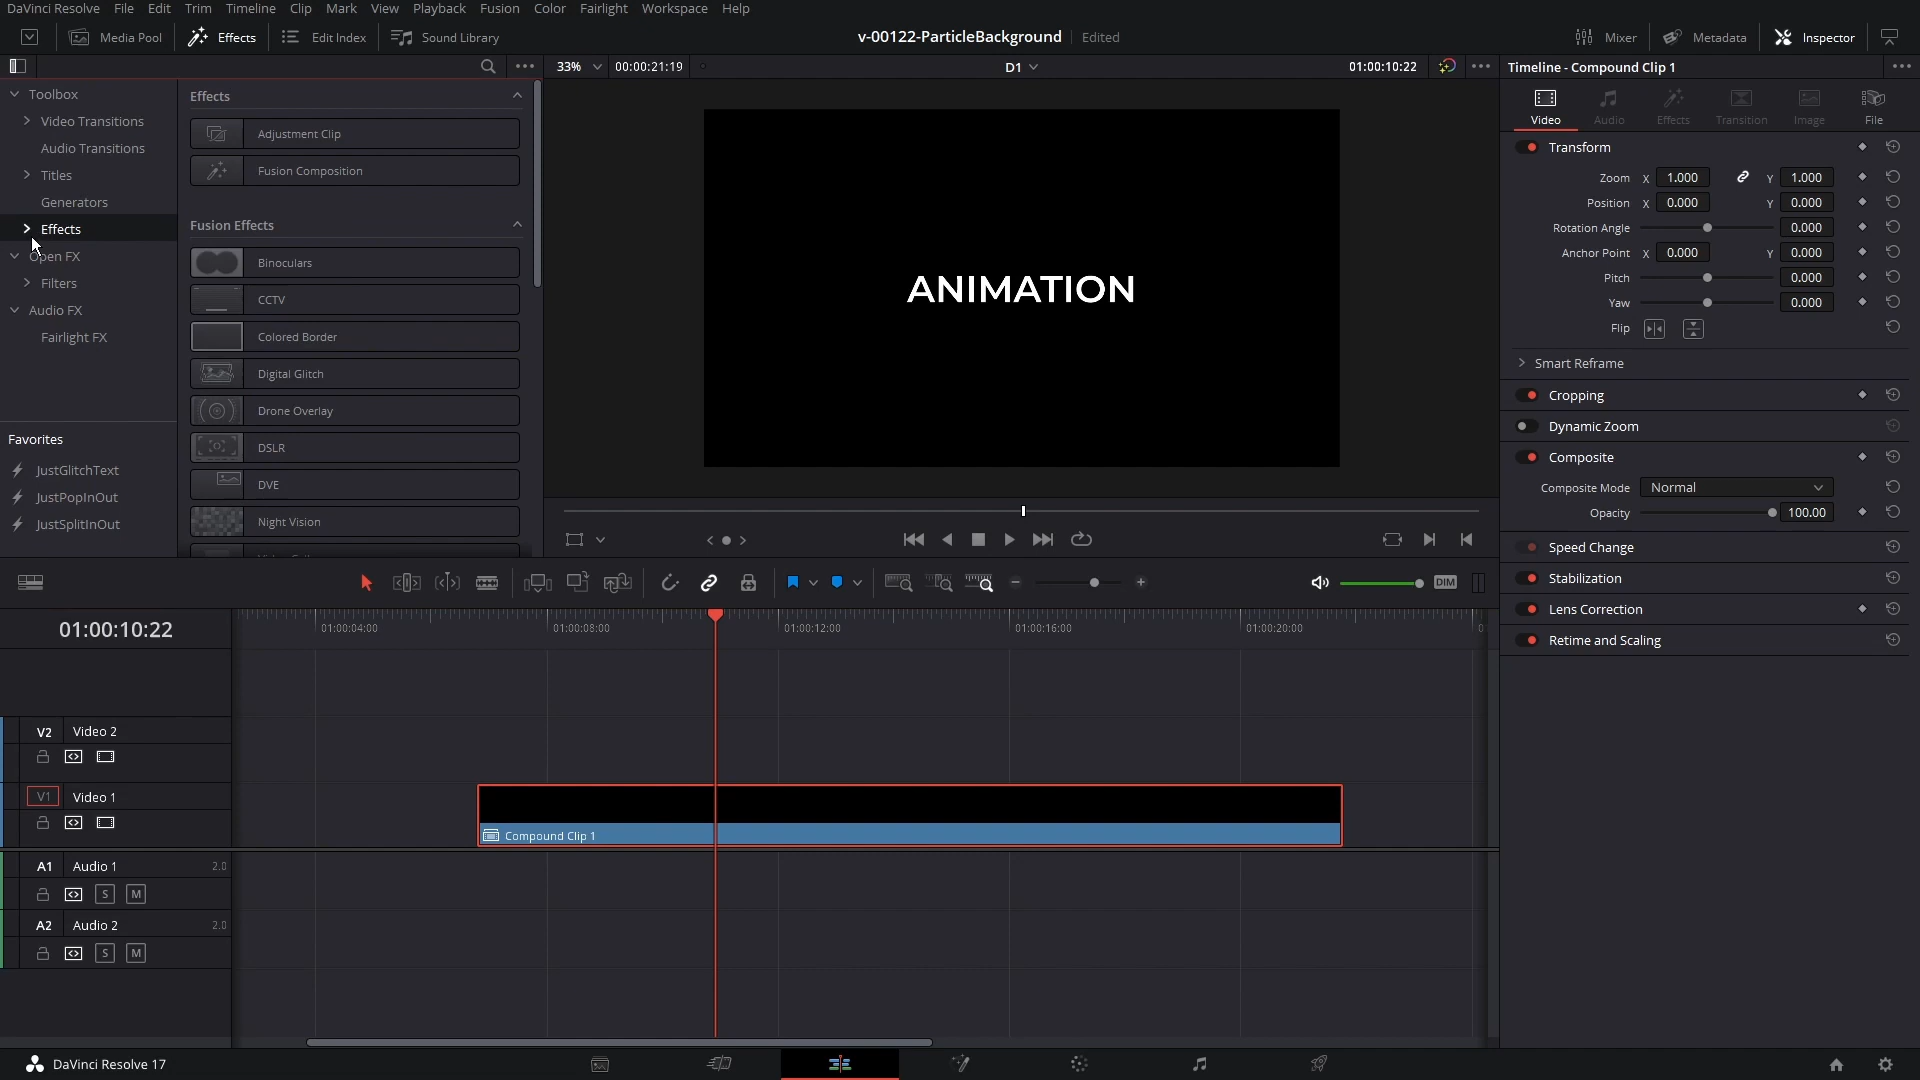 DaVinci Resolve File Edit Trim Timeline Clip Mark View Playback Fusion Color Fairlight Workspace Help
Media Pool Effects Edit Index Sound Library v-00122-ParticleBackground Edited Mixer Metadata Inspector
33% 00:00:21:19 D1 01:00:10:22 Timeline - Compound Clip 1
Toolbox
Video Transitions
Audio Transitions
Titles
Generators
Effects
Open FX
Filters
Audio FX
Fairlight FX
Favorites
JustGlitchText
JustPopInOut
JustSplitInOut
Effects
Adjustment Clip
Fusion Composition
Fusion Effects
Binoculars
CCTV
Colored Border
Digital Glitch
Drone Overlay
DSLR
DVE
Night Vision
ANIMATION
Video Audio Effects Transition Image File
Transform
Zoom X 1.000 Y 1.000
Position X 0.000 Y 0.000
Rotation Angle 0.000
Anchor Point X 0.000 Y 0.000
Pitch 0.000
Yaw 0.000
Flip
Smart Reframe
Cropping
Dynamic Zoom
Composite
Composite Mode Normal
Opacity 100.00
Speed Change
Stabilization
Lens Correction
Retime and Scaling
DIM
01:00:10:22
01:00:04:00 01:00:08:00 01:00:12:00 01:00:16:00 01:00:20:00
V2 Video 2
V1 Video 1
Compound Clip 1
A1 Audio 1 2.0
S M
A2 Audio 2 2.0
S M
DaVinci Resolve 17